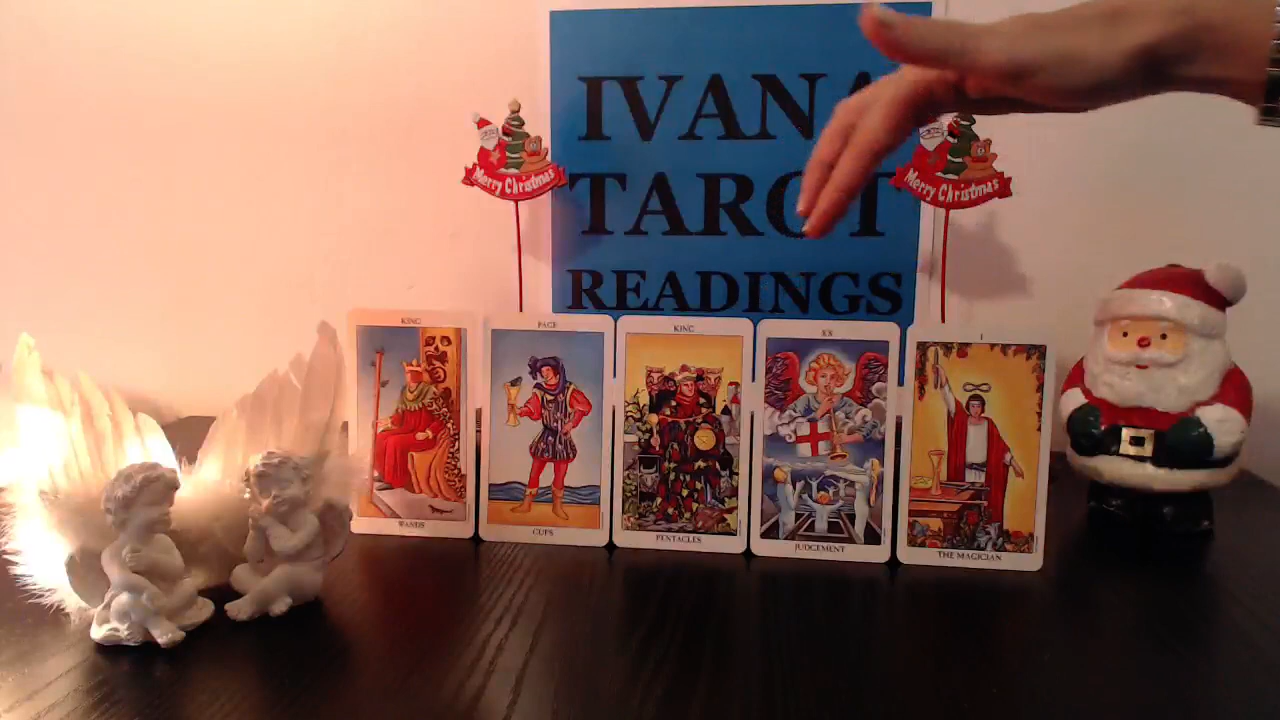 IVANA
TAROT
READINGS
Merry Christmas
Merry Christmas
KING
WANDS
PAGE
CUPS
KING
PENTACLES
XX
JUDGEMENT
I
THE MAGICIAN